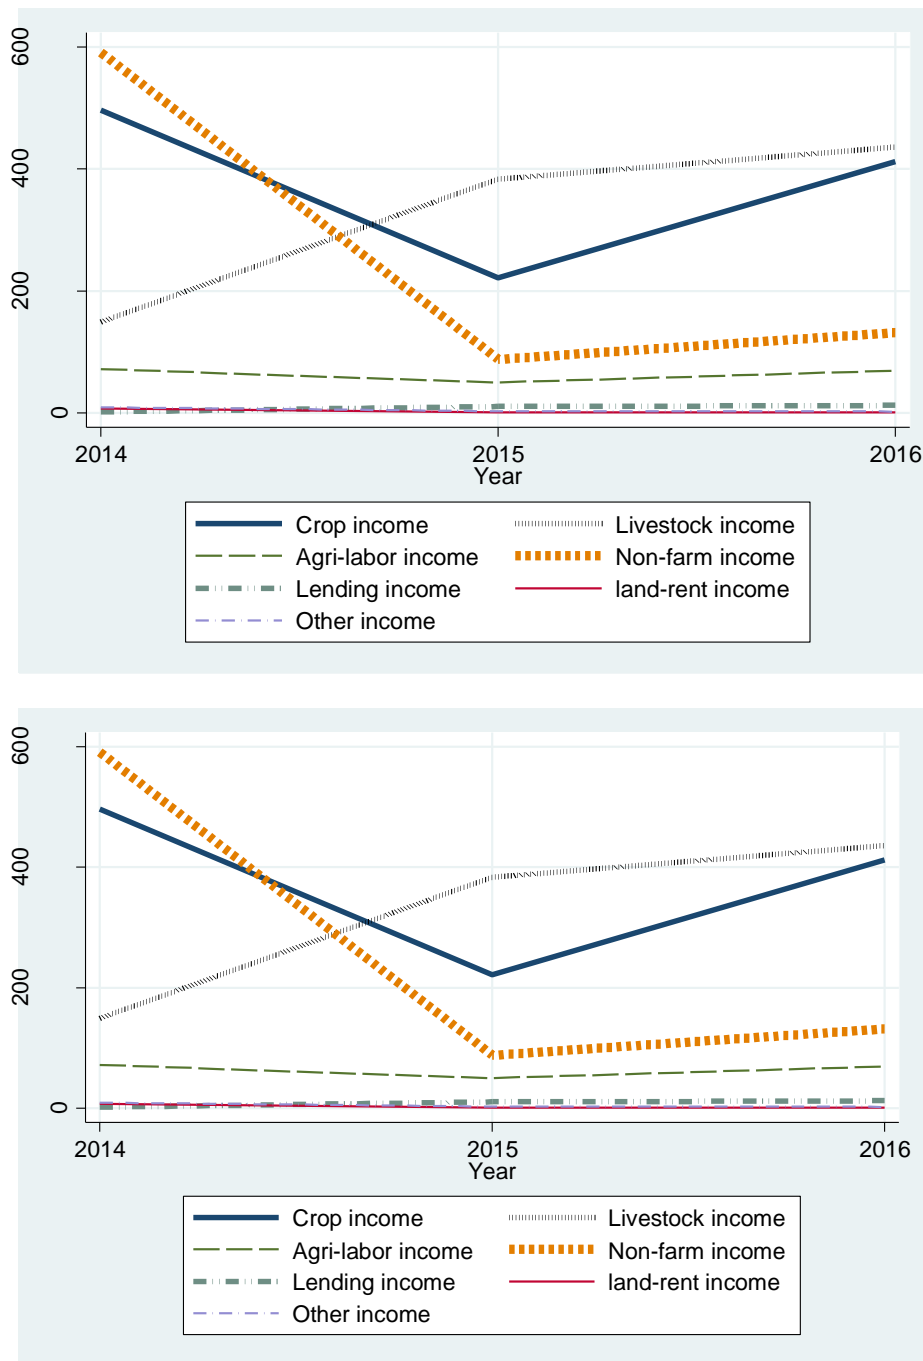 600
400
200
0
2014 2015 2016
Year
Crop income Livestock income
Agri-labor income Non-farm income
Lending income land-rent income
Other income
600
400
200
0
2014 2015 2016
Year
Crop income Livestock income
Agri-labor income Non-farm income
Lending income land-rent income
Other income